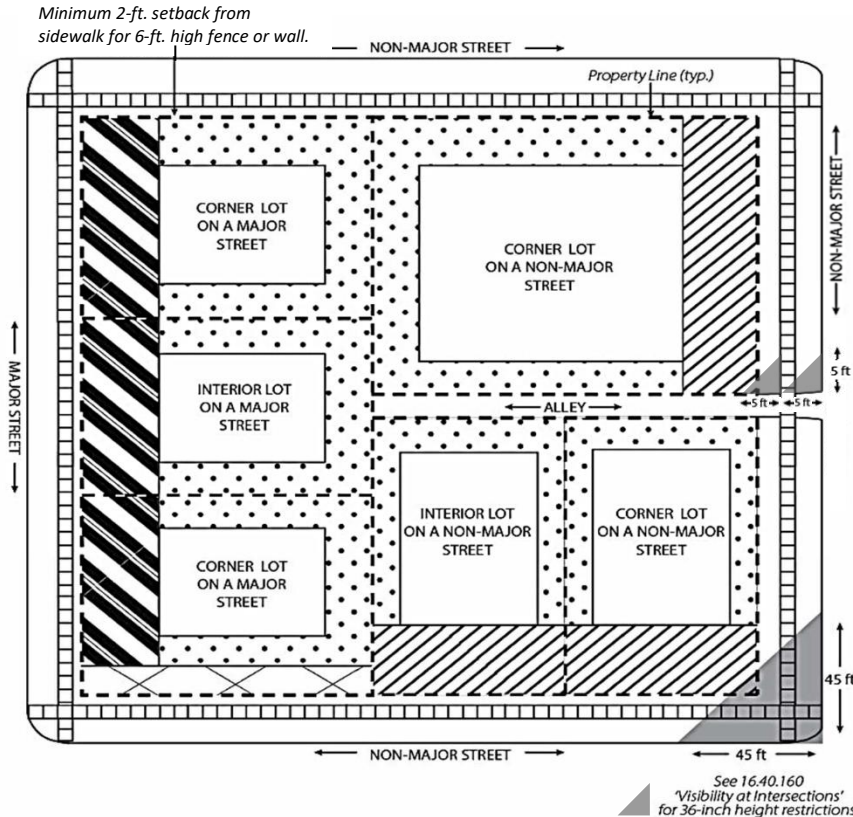 Minimum 2-ft. setback from
sidewalk for 6-ft. high fence or wall.
NON-MAJOR STREET
Property Line (typ.)
CORNER LOT
ON A MAJOR
STREET
CORNER LOT
ON A NON-MAJOR
STREET
NON-MAJOR STREET
MAJOR STREET
INTERIOR LOT
ON A MAJOR
STREET
5 ft
5 ft
5 ft
ALLEY
INTERIOR LOT
ON A NON-MAJOR
STREET
CORNER LOT
ON A NON-MAJOR
STREET
CORNER LOT
ON A MAJOR
STREET
45 ft
NON-MAJOR STREET
45 ft
See 16.40.160
'Visibility at Intersections'
for 36-inch height restrictions